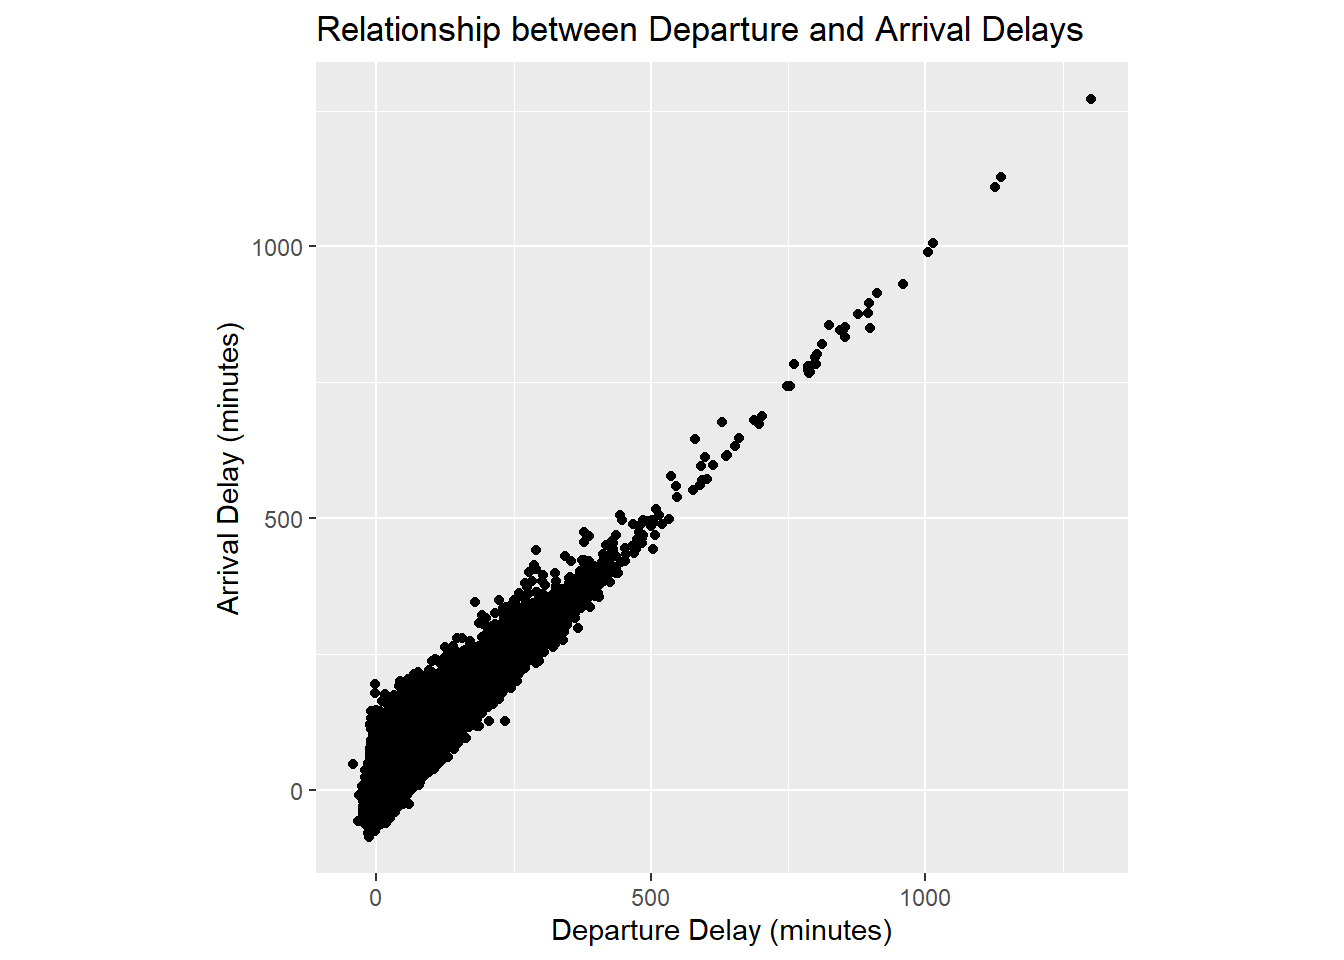 Relationship between Departure and Arrival Delays
Arrival Delay (minutes)
1000
500
0
0
500
1000
Departure Delay (minutes)